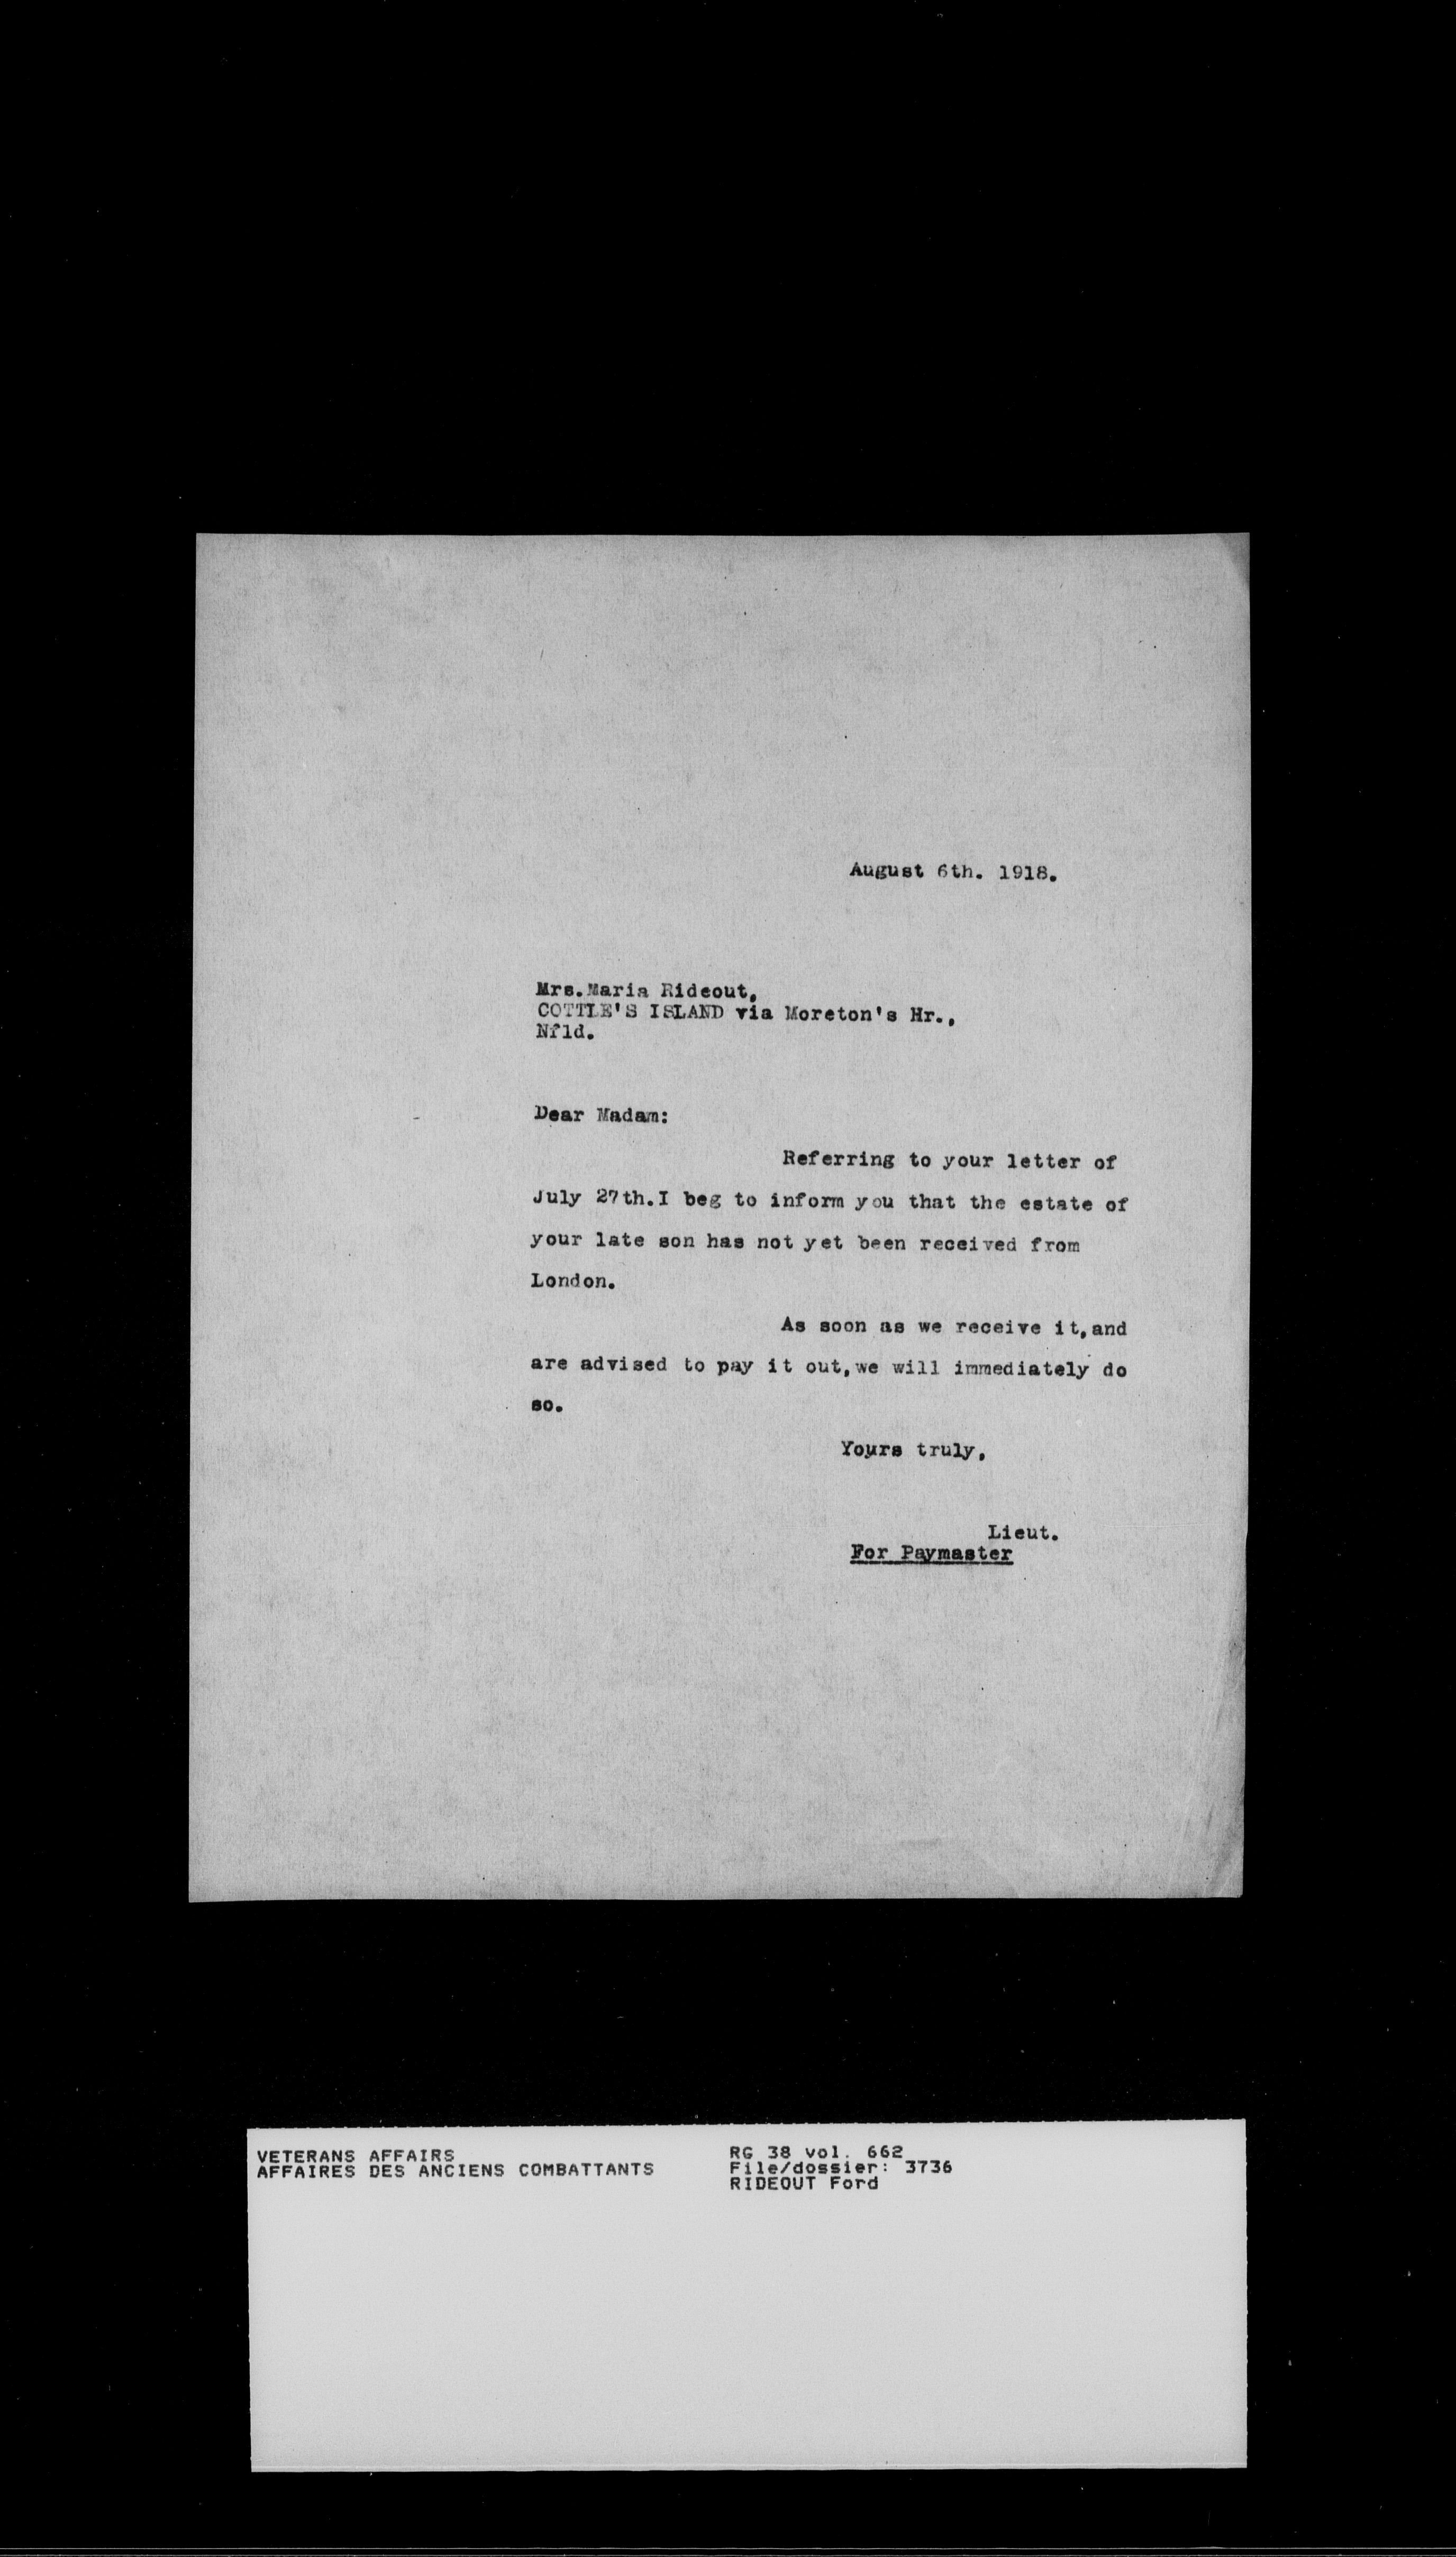 August 6th. 1918.
Mrs.Maria Rideout,
COTTLE'S ISLAND via Moreton's Hr.,
Nfld.
Dear Madam:
Referring to your letter of
July 27th.I beg to inform you that the estate of
your late son has not yet been received from
London.
As soon as we receive it,and
are advised to pay it out,we will immediately do
so.
Yours truly,
Lieut.
For Paymaster
VETERANS AFFAIRS
AFFAIRES DES ANCIENS COMBATTANTS
RG 38 vol. 662
File/dossier: 3736
RIDEOUT Ford